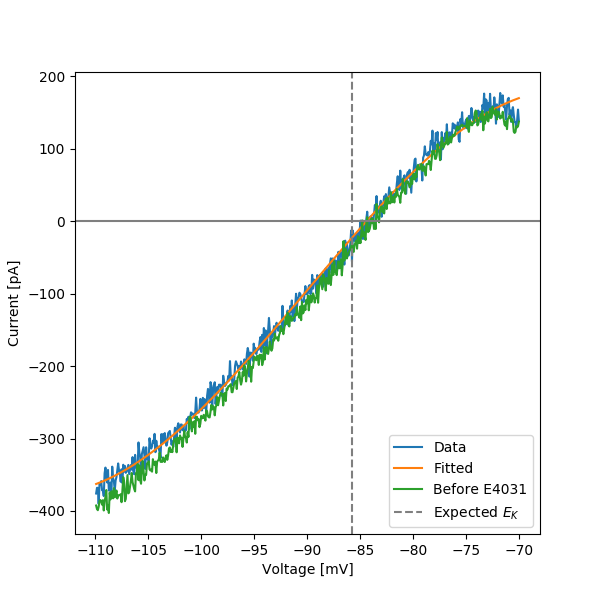 200
100
0
−100
−200
−300
−400
Current [pA]
−110 −105 −100 −95 −90 −85 −80 −75 −70
Voltage [mV]
Data
Fitted
Before E4031
Expected E_K